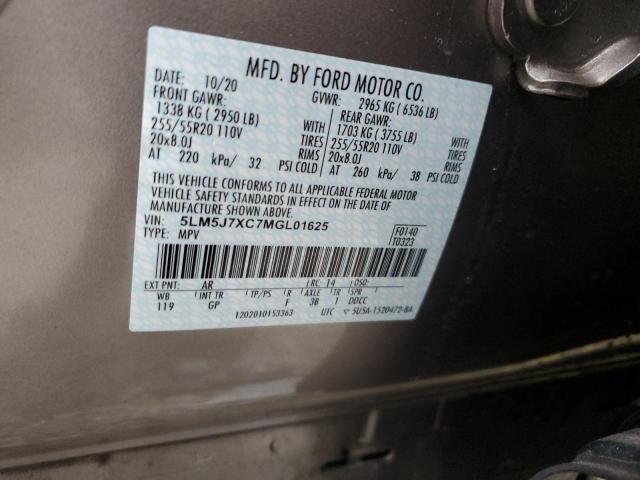 MFD. BY FORD MOTOR CO.
DATE: 10/20 GVWR: 2965 KG ( 6536 LB)
FRONT GAWR: REAR GAWR:
1338 KG ( 2950 LB) WITH 1703 KG ( 3755 LB) WITH
255/55R20 110V TIRES 255/55R20 110V TIRES
20x8.0J RIMS 20x8.0J RIMS
AT 220 kPa/ 32 PSI COLD AT 260 kPa/ 38 PSI COLD
THIS VEHICLE CONFORMS TO ALL APPLICABLE FEDERAL MOTOR
VEHICLE SAFETY STANDARDS IN EFFECT ON THE DATE OF
MANUFACTURE SHOWN ABOVE.
VIN: 5LM5J7XC7MGL01625
TYPE: MPV
F0140
T0323
EXT PNT: AR RC: 14 DSO:
WB INT TR TP/PS R AXLE TR SPR
119 GP F 3B I DDCC
1202010153363 UTC 5U5A-1520472-BA